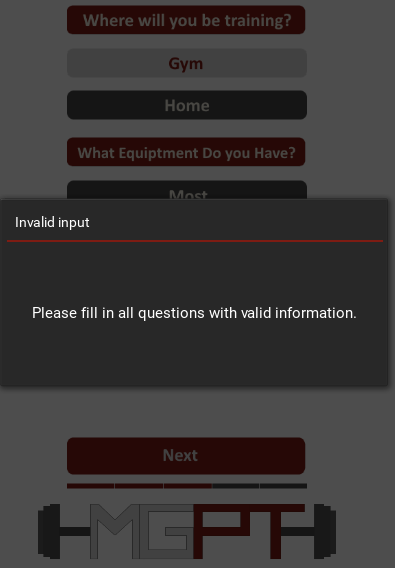 Where will you be training?
Gym
Home
What Equiptment Do you Have?
Most
Invalid input
Please fill in all questions with valid information.
Next
MGPT